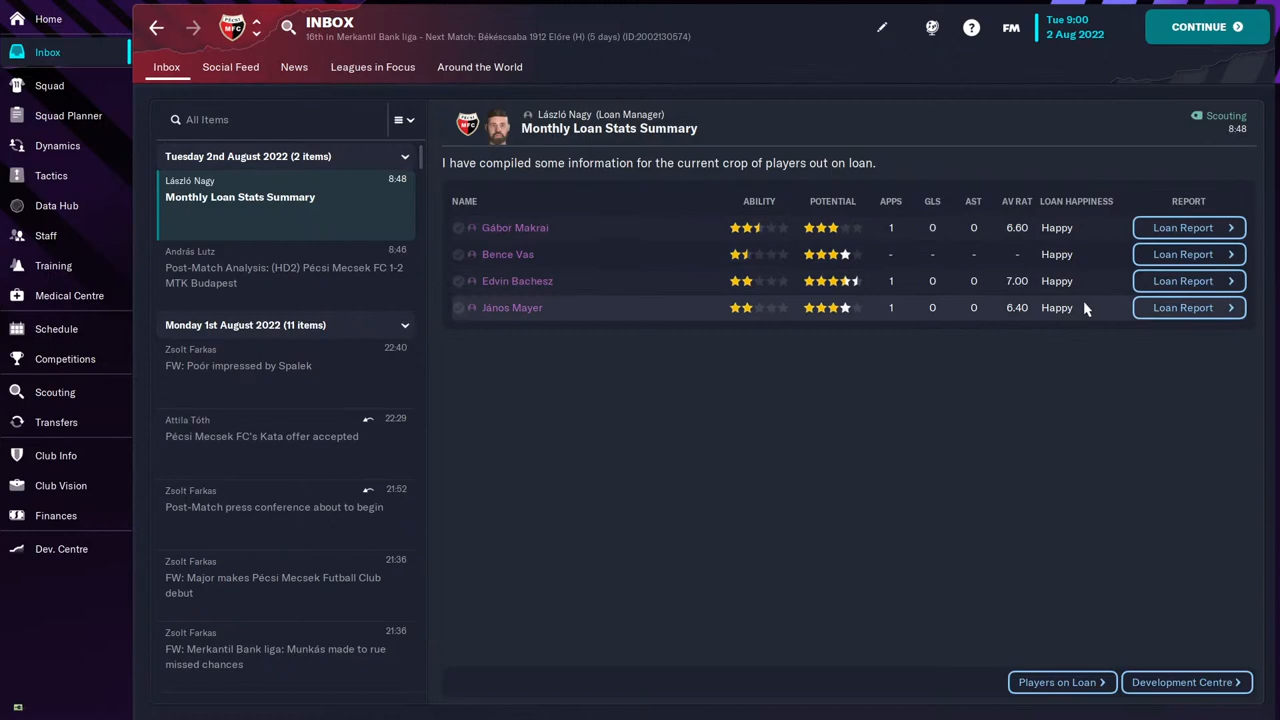 Home
Inbox
Squad
Squad Planner
Dynamics
Tactics
Data Hub
Staff
Training
Medical Centre
Schedule
Competitions
Scouting
Transfers
Club Info
Club Vision
Finances
Dev. Centre
INBOX
16th in Merkantil Bank liga - Next Match: Békéscsaba 1912 Előre (H) (5 days) (ID:2002130574)
FM
Tue 9:00
2 Aug 2022
CONTINUE
Inbox Social Feed News Leagues in Focus Around the World
All Items
Tuesday 2nd August 2022 (2 items)
László Nagy 8:48
Monthly Loan Stats Summary
András Lutz 8:46
Post-Match Analysis: (HD2) Pécsi Mecsek FC 1-2
MTK Budapest
Monday 1st August 2022 (11 items)
Zsolt Farkas 22:40
FW: Poór impressed by Spalek
Attila Tóth 22:29
Pécsi Mecsek FC's Kata offer accepted
Zsolt Farkas 21:52
Post-Match press conference about to begin
Zsolt Farkas 21:36
FW: Major makes Pécsi Mecsek Futball Club
debut
Zsolt Farkas 21:36
FW: Merkantil Bank liga: Munkás made to rue
missed chances
László Nagy (Loan Manager)
Monthly Loan Stats Summary
Scouting
8:48
I have compiled some information for the current crop of players out on loan.
NAME ABILITY POTENTIAL APPS GLS AST AV RAT LOAN HAPPINESS REPORT
Gábor Makrai 1 0 0 6.60 Happy Loan Report
Bence Vas - - - - Happy Loan Report
Edvin Bachesz 1 0 0 7.00 Happy Loan Report
János Mayer 1 0 0 6.40 Happy Loan Report
Players on Loan Development Centre